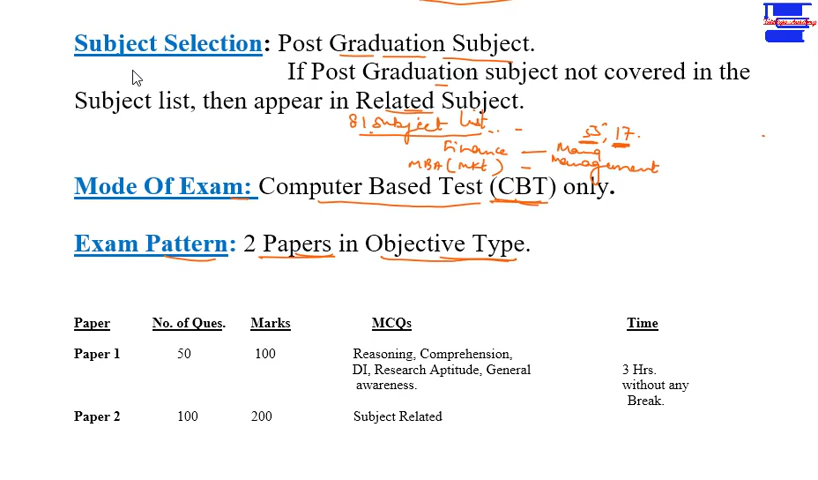 Subject Selection: Post Graduation Subject.
If Post Graduation subject not covered in the
Subject list, then appear in Related Subject.
81 Subject list.. -
53, 17.
Finance — Mang
MBA (Mkt) - Management
Mode Of Exam: Computer Based Test (CBT) only.
Exam Pattern: 2 Papers in Objective Type.
Paper No. of Ques. Marks MCQs Time
Paper 1 50 100 Reasoning, Comprehension,
DI, Research Aptitude, General 3 Hrs.
awareness. without any
Break.
Paper 2 100 200 Subject Related